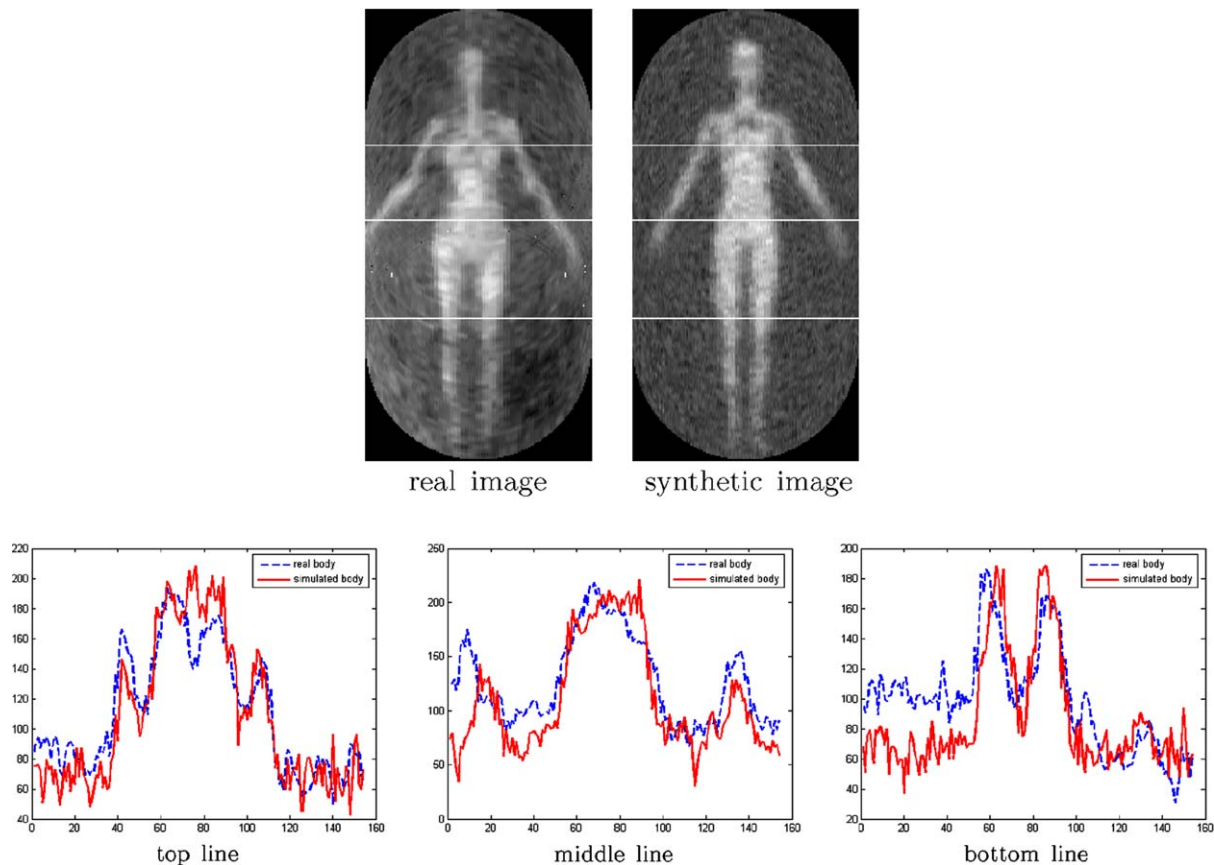 real image
synthetic image
220
200
180
160
140
120
100
80
60
40
0 20 40 60 80 100 120 140 160
real body
simulated body
top line
250
200
150
100
50
0
0 20 40 60 80 100 120 140 160
real body
simulated body
middle line
200
180
160
140
120
100
80
60
40
20
0 20 40 60 80 100 120 140 160
real body
simulated body
bottom line